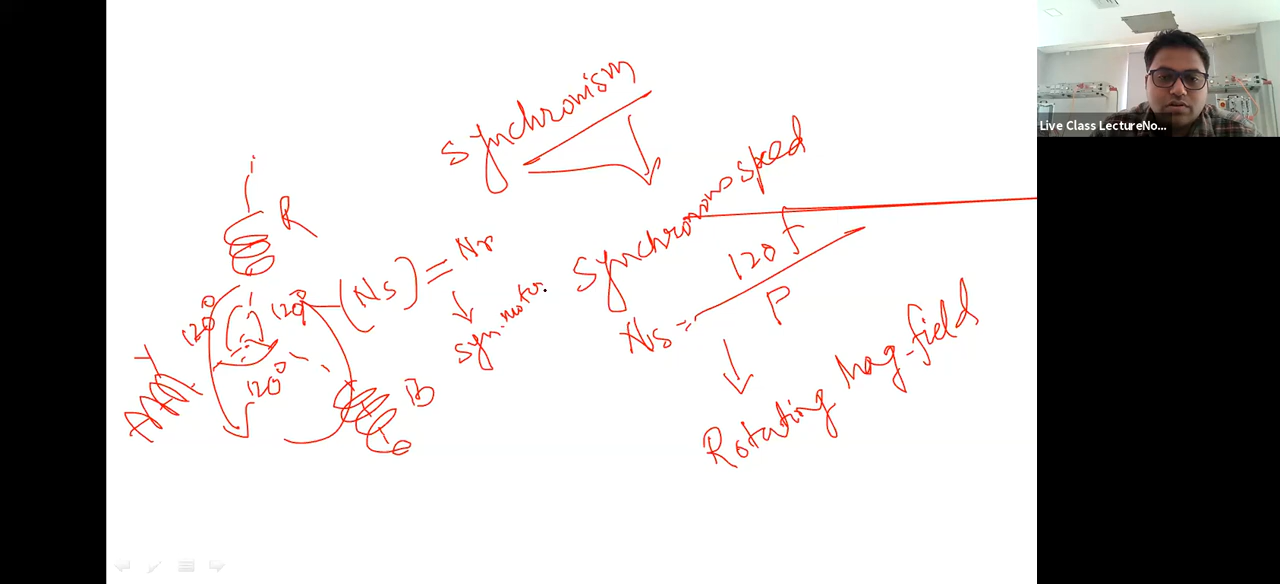 synchronism
synchronous speed
Ns = 120 f
P
Rotating Mag-field
R
120°
120°
120°
(Ns) = Nr
syn. motor
Y
B
Live Class LectureNo...